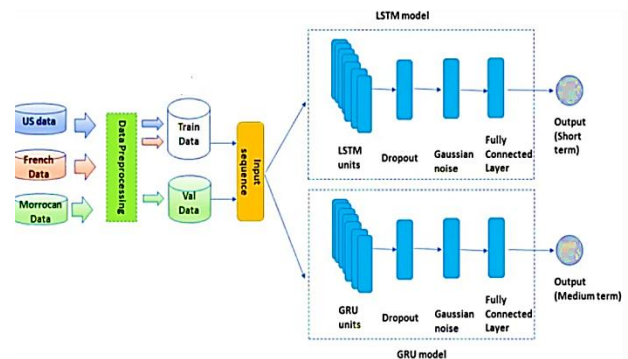 LSTM model
US data
French
Data
Morrocan
Data
Data Preprocessing
Train
Data
Val
Data
Input
sequence
LSTM
units
Dropout
Gaussian
noise
Fully
Connected
Layer
Output
(Short
term)
GRU
units
Dropout
Gaussian
noise
Fully
Connected
Layer
Output
(Medium term)
GRU model